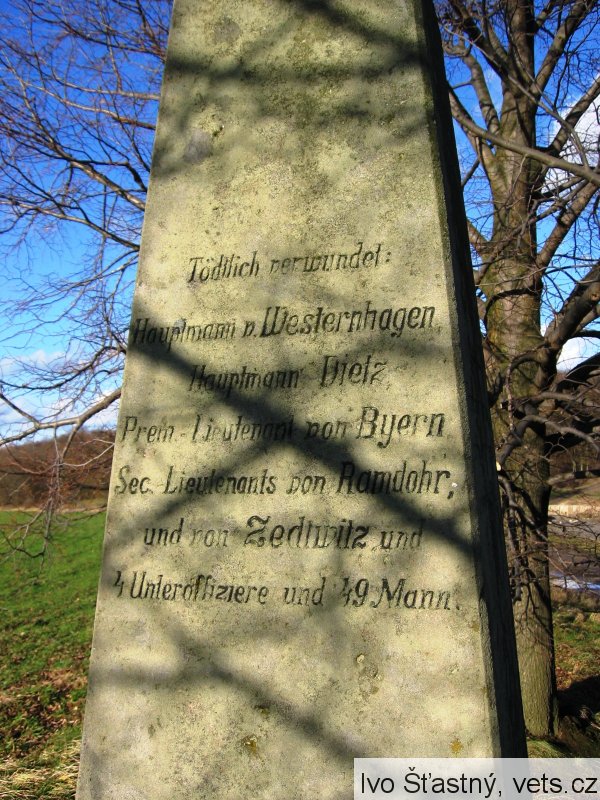 Tödtlich verwundet:
Hauptmann v. Westernhagen,
Hauptmann Dietz,
Prem.-Lieutenant von Byern
Sec. Lieutenants von Ramdohr,
und von Zedtwitz und
4 Unteroffiziere und 49 Mann.
Ivo Šťastný, vets.cz